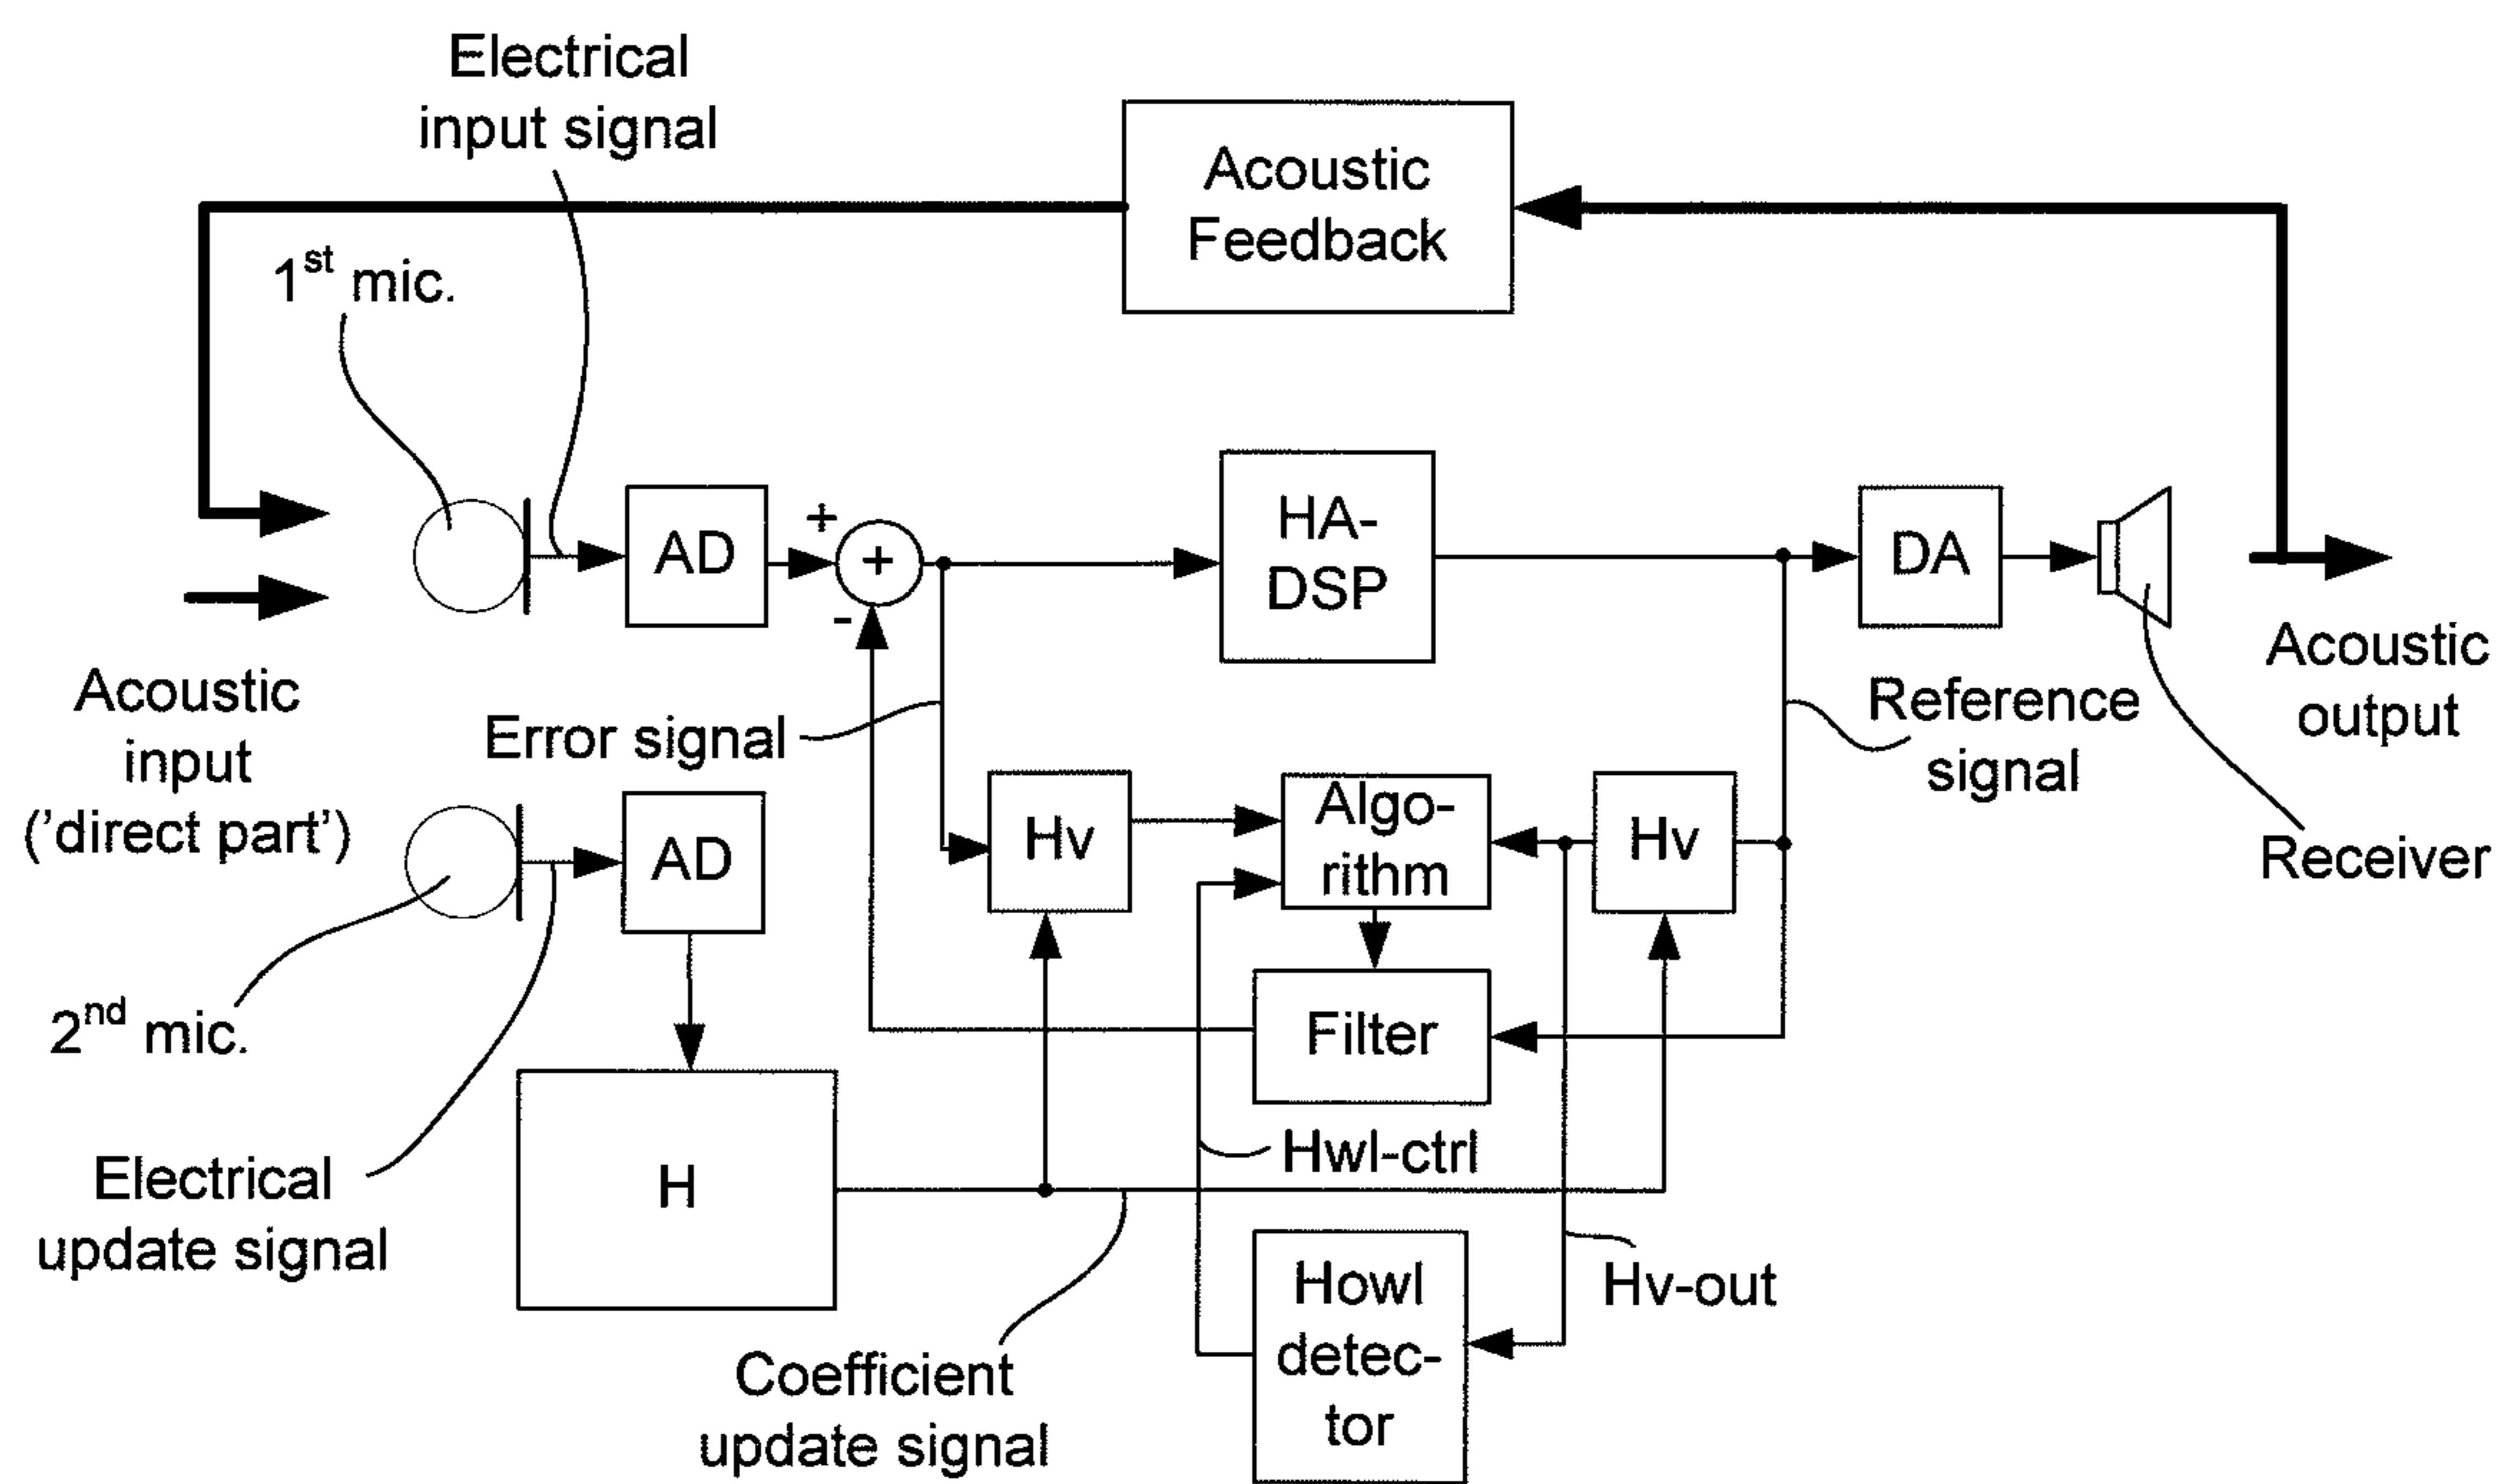 Electrical
input signal
Acoustic
Feedback
1st mic.
AD
+
+
-
HA-
DSP
DA
Acoustic
input
('direct part')
Error signal
Reference
signal
Acoustic
output
Receiver
AD
Hv
Algo-
rithm
Hv
2nd mic.
Filter
Electrical
update signal
H
Hwl-ctrl
Hv-out
Howl
detec-
tor
Coefficient
update signal